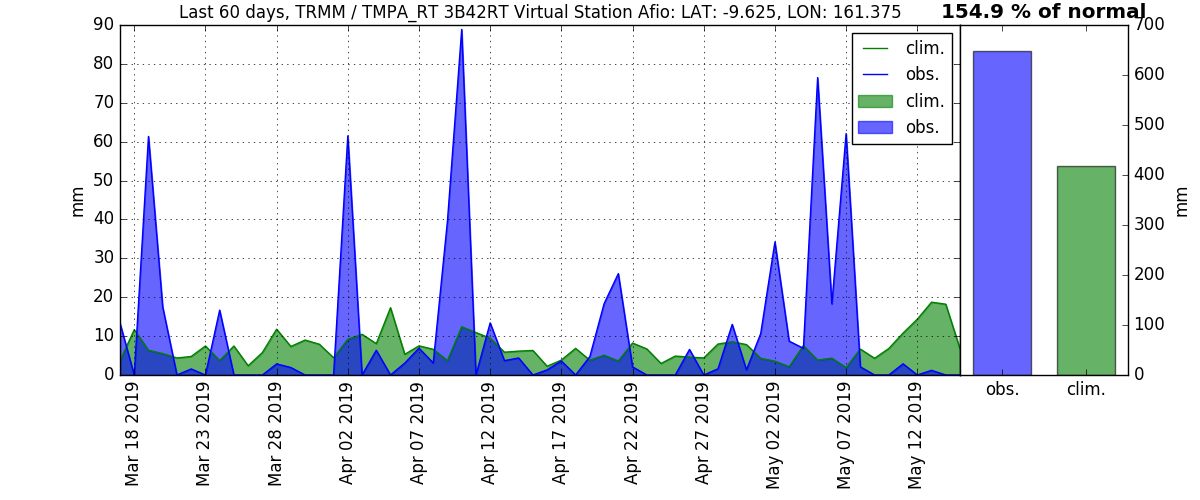 Last 60 days, TRMM / TMPA_RT 3B42RT Virtual Station Afio: LAT: -9.625, LON: 161.375
154.9 % of normal
90
80
70
60
50
40
30
20
10
0
mm
clim.
obs.
clim.
obs.
700
600
500
400
300
200
100
0
mm
Mar 18 2019
Mar 23 2019
Mar 28 2019
Apr 02 2019
Apr 07 2019
Apr 12 2019
Apr 17 2019
Apr 22 2019
Apr 27 2019
May 02 2019
May 07 2019
May 12 2019
obs.
clim.